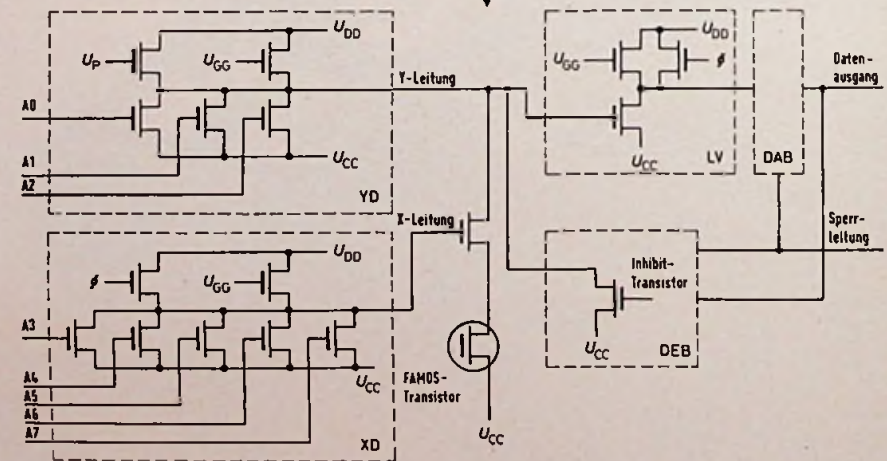 U_DD
U_P
U_GG
Y-Leitung
A0
A1
A2
U_CC
YD
U_DD
U_GG
ϕ
U_CC
LV
DAB
Daten-
ausgang
X-Leitung
U_DD
ϕ
U_GG
A3
A4
A5
A6
A7
U_CC
XD
FAMOS-
Transistor
U_CC
Inhibit-
Transistor
U_CC
DEB
Sperr-
leitung